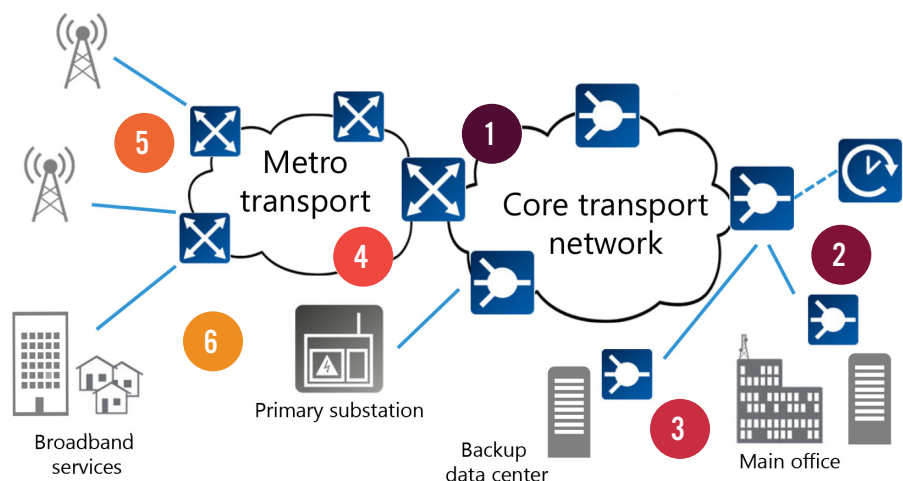 1
5
Metro
transport
Core transport
network
4
2
6
Primary substation
3
Broadband
services
Backup
data center
Main office